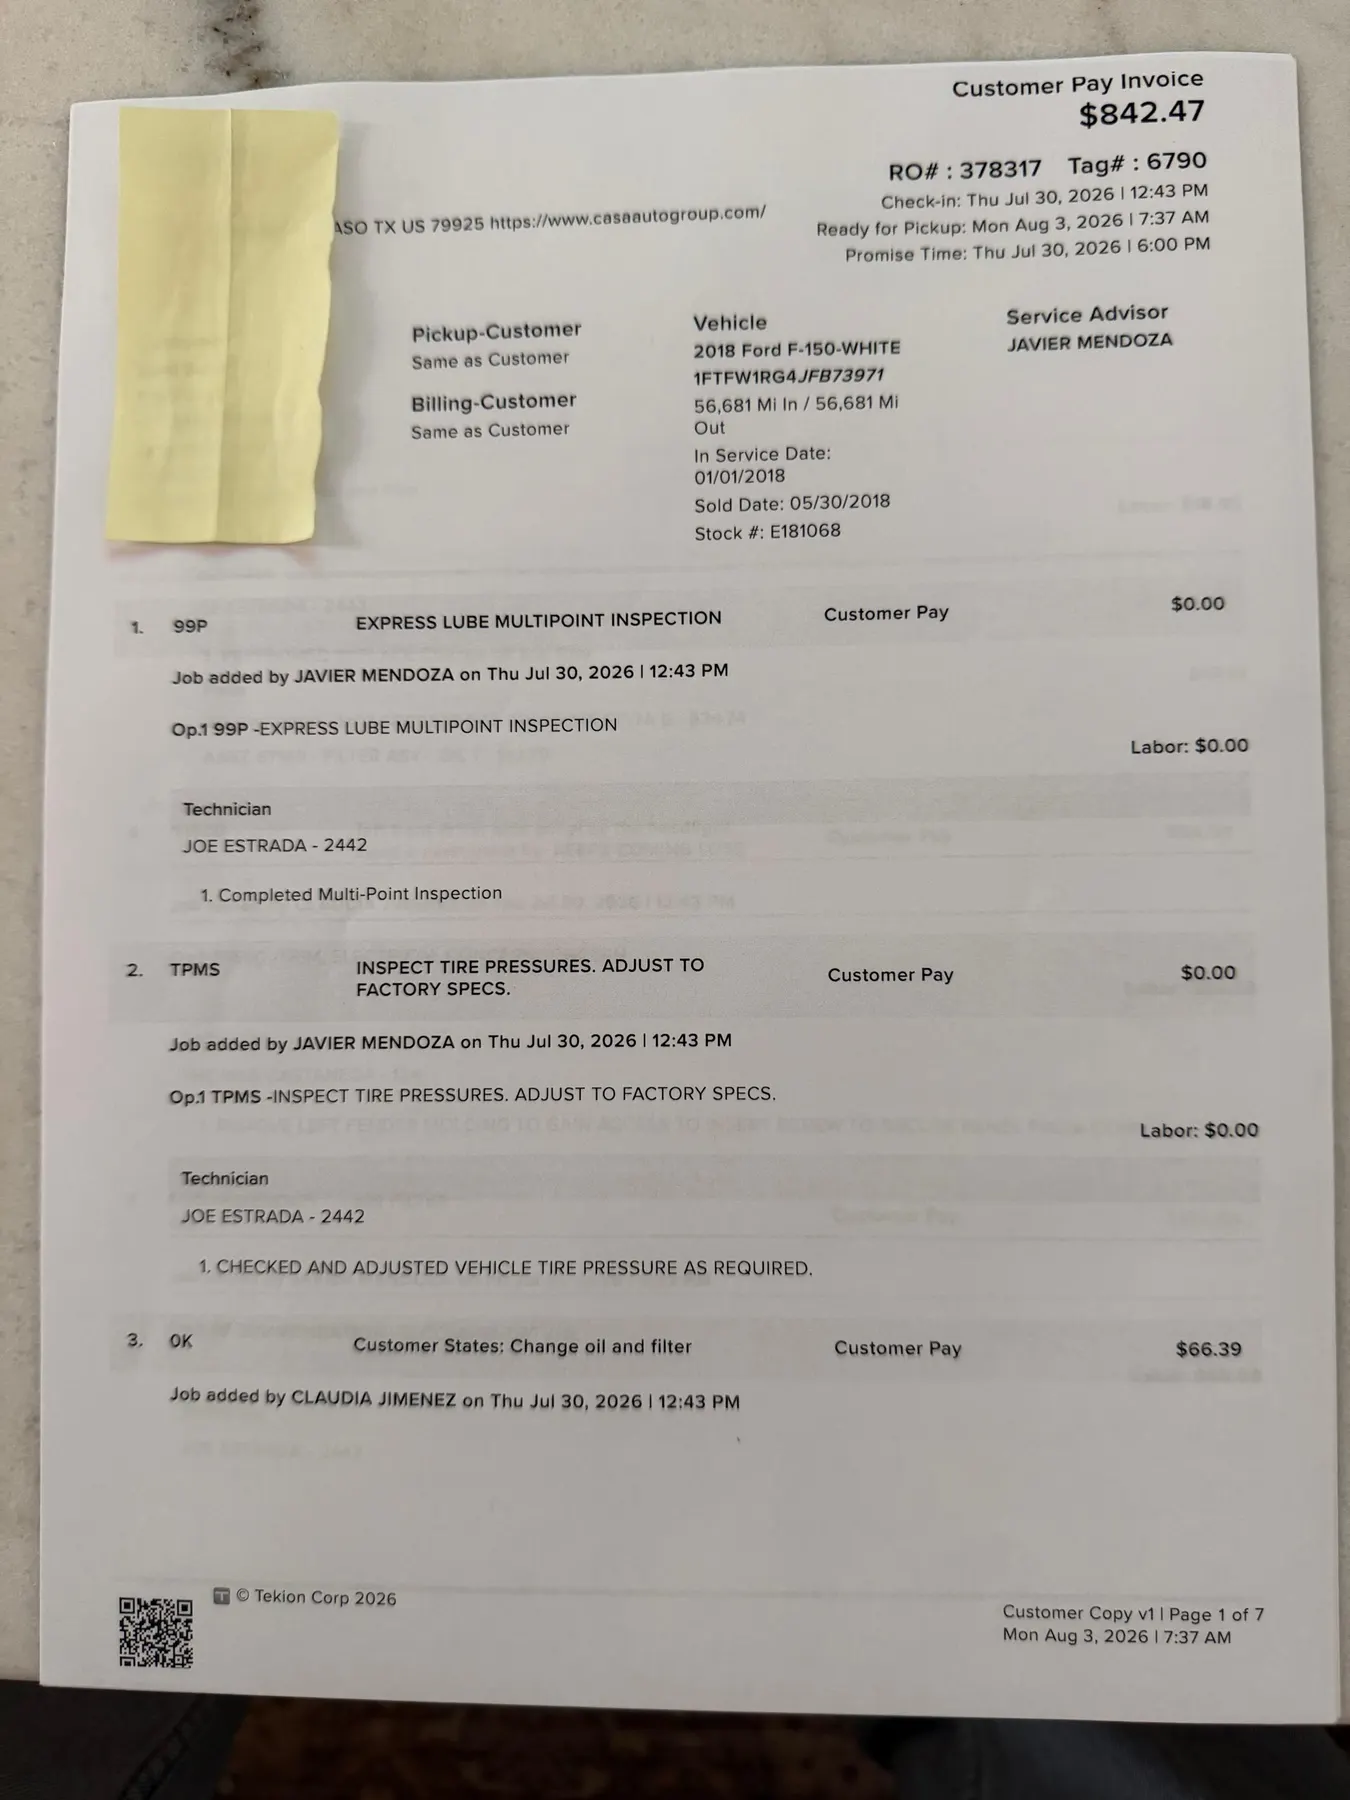 Customer Pay Invoice
$842.47
RO# : 378317 Tag# : 6790
Check-in: Thu Jul 30, 2026 | 12:43 PM
ASO TX US 79925 https://www.casaautogroup.com/
Ready for Pickup: Mon Aug 3, 2026 | 7:37 AM
Promise Time: Thu Jul 30, 2026 | 6:00 PM
Pickup-Customer
Same as Customer
Billing-Customer
Same as Customer
Vehicle
2018 Ford F-150-WHITE
1FTFW1RG4JFB73971
56,681 Mi In / 56,681 Mi
Out
In Service Date:
01/01/2018
Sold Date: 05/30/2018
Stock #: E181068
Service Advisor
JAVIER MENDOZA
1. 99P EXPRESS LUBE MULTIPOINT INSPECTION Customer Pay $0.00
Job added by JAVIER MENDOZA on Thu Jul 30, 2026 | 12:43 PM
Op.1 99P -EXPRESS LUBE MULTIPOINT INSPECTION
Labor: $0.00
Technician
JOE ESTRADA - 2442
1. Completed Multi-Point Inspection
2. TPMS INSPECT TIRE PRESSURES. ADJUST TO Customer Pay $0.00
FACTORY SPECS.
Job added by JAVIER MENDOZA on Thu Jul 30, 2026 | 12:43 PM
Op.1 TPMS -INSPECT TIRE PRESSURES. ADJUST TO FACTORY SPECS.
Labor: $0.00
Technician
JOE ESTRADA - 2442
1. CHECKED AND ADJUSTED VEHICLE TIRE PRESSURE AS REQUIRED.
3. 0K Customer States: Change oil and filter Customer Pay $66.39
Job added by CLAUDIA JIMENEZ on Thu Jul 30, 2026 | 12:43 PM
T © Tekion Corp 2026
Customer Copy v1 | Page 1 of 7
Mon Aug 3, 2026 | 7:37 AM